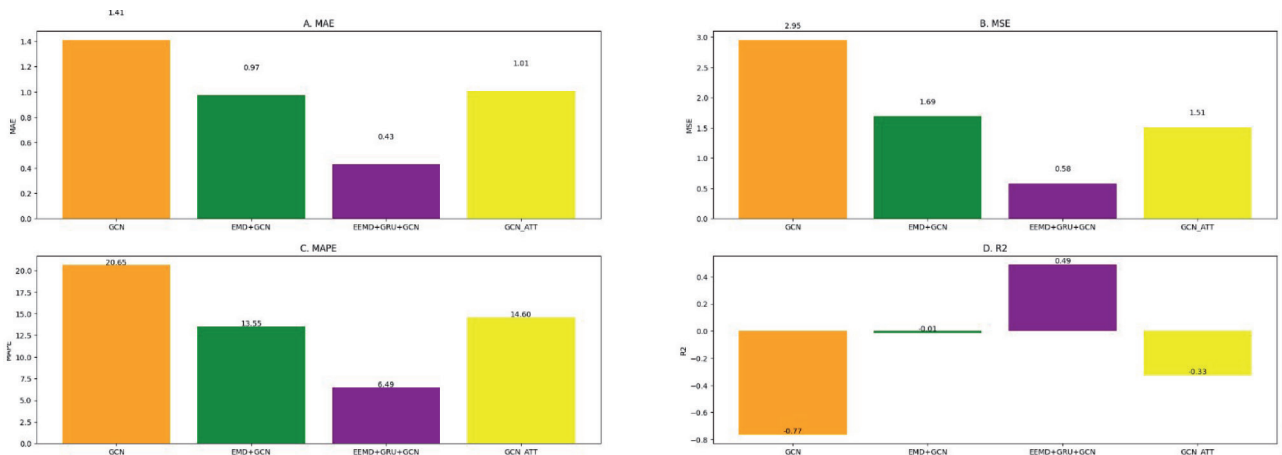 1.41
A. MAE
1.4
1.2
1.0
0.8
0.6
0.4
0.2
0.0
MAE
0.97
0.43
1.01
GCN
EMD+GCN
EEMD+GRU+GCN
GCN_ATT
B. MSE
2.95
3.0
2.5
2.0
1.5
1.0
0.5
0.0
MSE
1.69
0.58
1.51
GCN
EMD+GCN
EEMD+GRU+GCN
GCN_ATT
C. MAPE
20.0
17.5
15.0
12.5
10.0
7.5
5.0
2.5
0.0
MAPE
20.65
13.55
6.49
14.60
GCN
EMD+GCN
EEMD+GRU+GCN
GCN_ATT
D. R2
0.4
0.2
0.0
−0.2
−0.4
−0.6
−0.8
R2
-0.77
-0.01
0.49
-0.33
GCN
EMD+GCN
EEMD+GRU+GCN
GCN_ATT